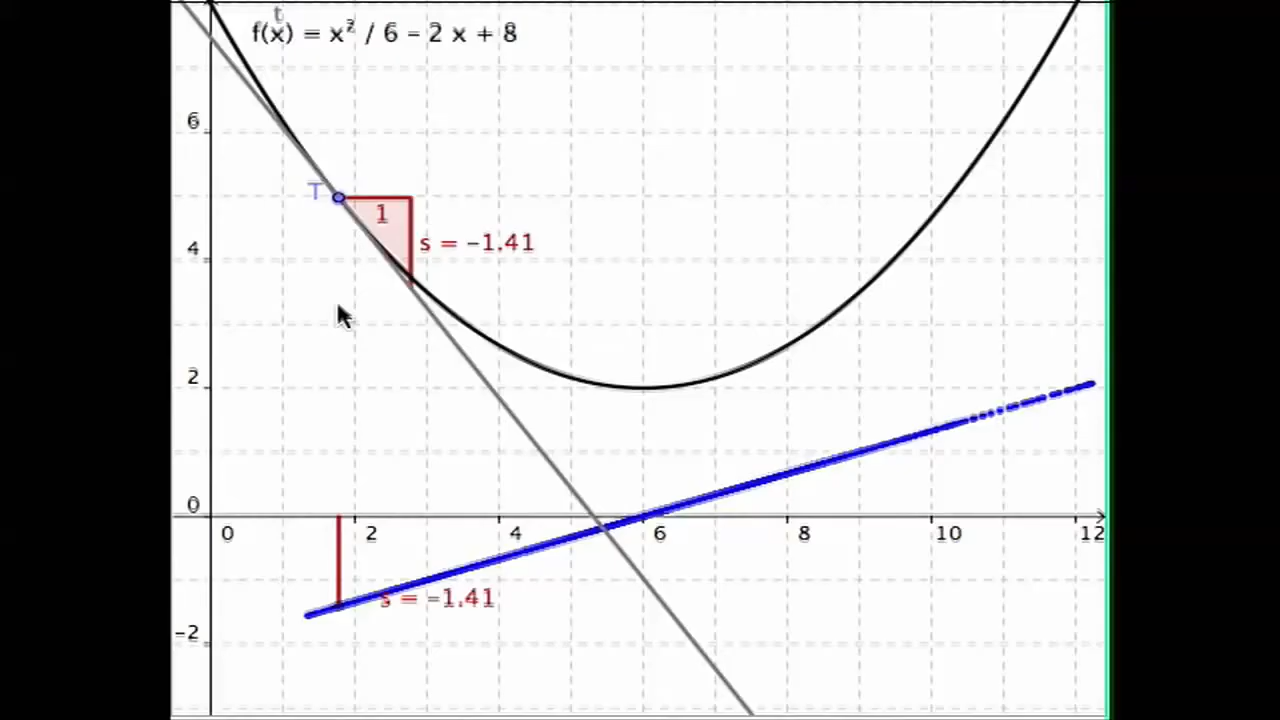 t
f(x) = x² / 6 – 2 x + 8
6
T
1
s = –1.41
4
2
0
0 2 4 6 8 10 12
s = –1.41
–2